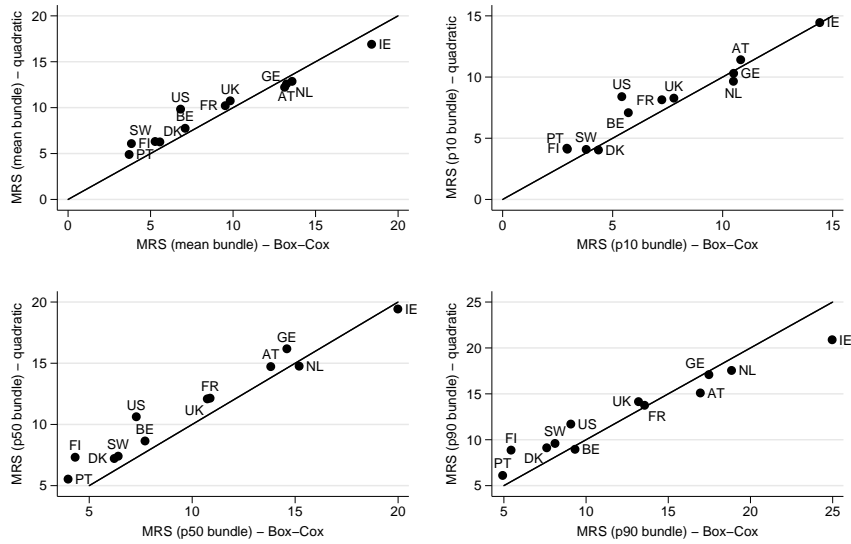 MRS (mean bundle) – quadratic
20
15
10
5
0
IE
GE
AT
NL
UK
FR
US
BE
SW
DK
FI
PT
0 5 10 15 20
MRS (mean bundle) – Box–Cox
MRS (p10 bundle) – quadratic
15
10
5
0
IE
AT
GE
NL
US
UK
FR
BE
PT
FI
SW
DK
0 5 10 15
MRS (p10 bundle) – Box–Cox
MRS (p50 bundle) – quadratic
20
15
10
5
IE
GE
AT
NL
FR
UK
US
BE
FI
SW
DK
PT
5 10 15 20
MRS (p50 bundle) – Box–Cox
MRS (p90 bundle) – quadratic
25
20
15
10
5
IE
GE
NL
AT
UK
FR
US
SW
FI
DK
BE
PT
5 10 15 20 25
MRS (p90 bundle) – Box–Cox